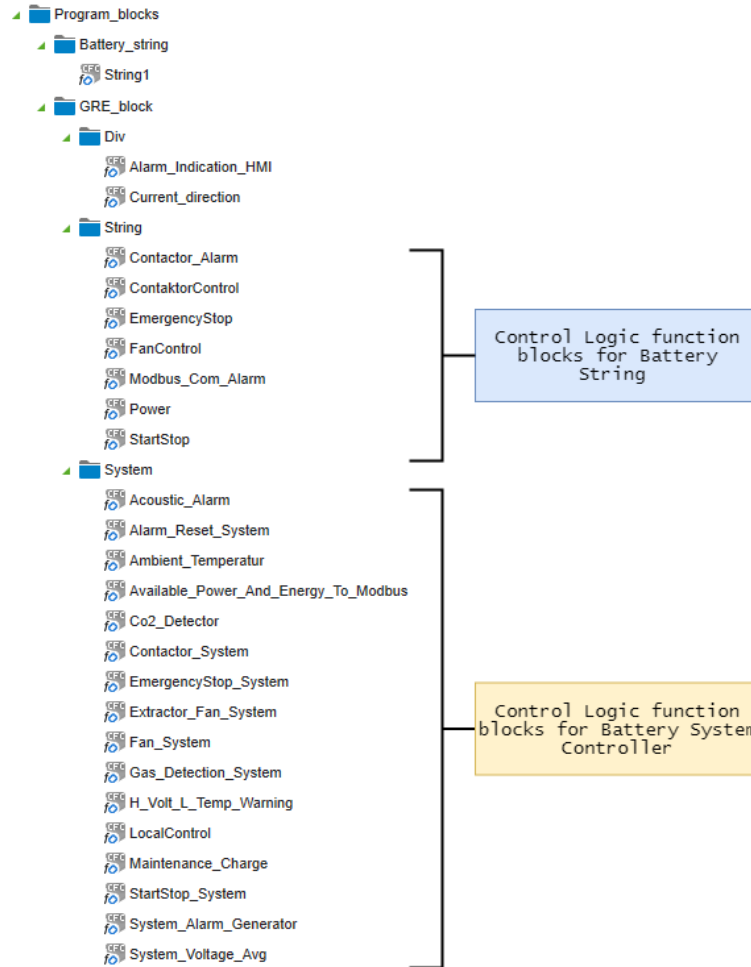 Program_blocks
Battery_string
String1
GRE_block
Div
Alarm_Indication_HMI
Current_direction
String
Contactor_Alarm
ContaktorControl
EmergencyStop
FanControl
Modbus_Com_Alarm
Power
StartStop
Control Logic function
blocks for Battery
String
System
Acoustic_Alarm
Alarm_Reset_System
Ambient_Temperatur
Available_Power_And_Energy_To_Modbus
Co2_Detector
Contactor_System
EmergencyStop_System
Extractor_Fan_System
Fan_System
Gas_Detection_System
H_Volt_L_Temp_Warning
LocalControl
Maintenance_Charge
StartStop_System
System_Alarm_Generator
System_Voltage_Avg
Control Logic function
blocks for Battery System
Controller